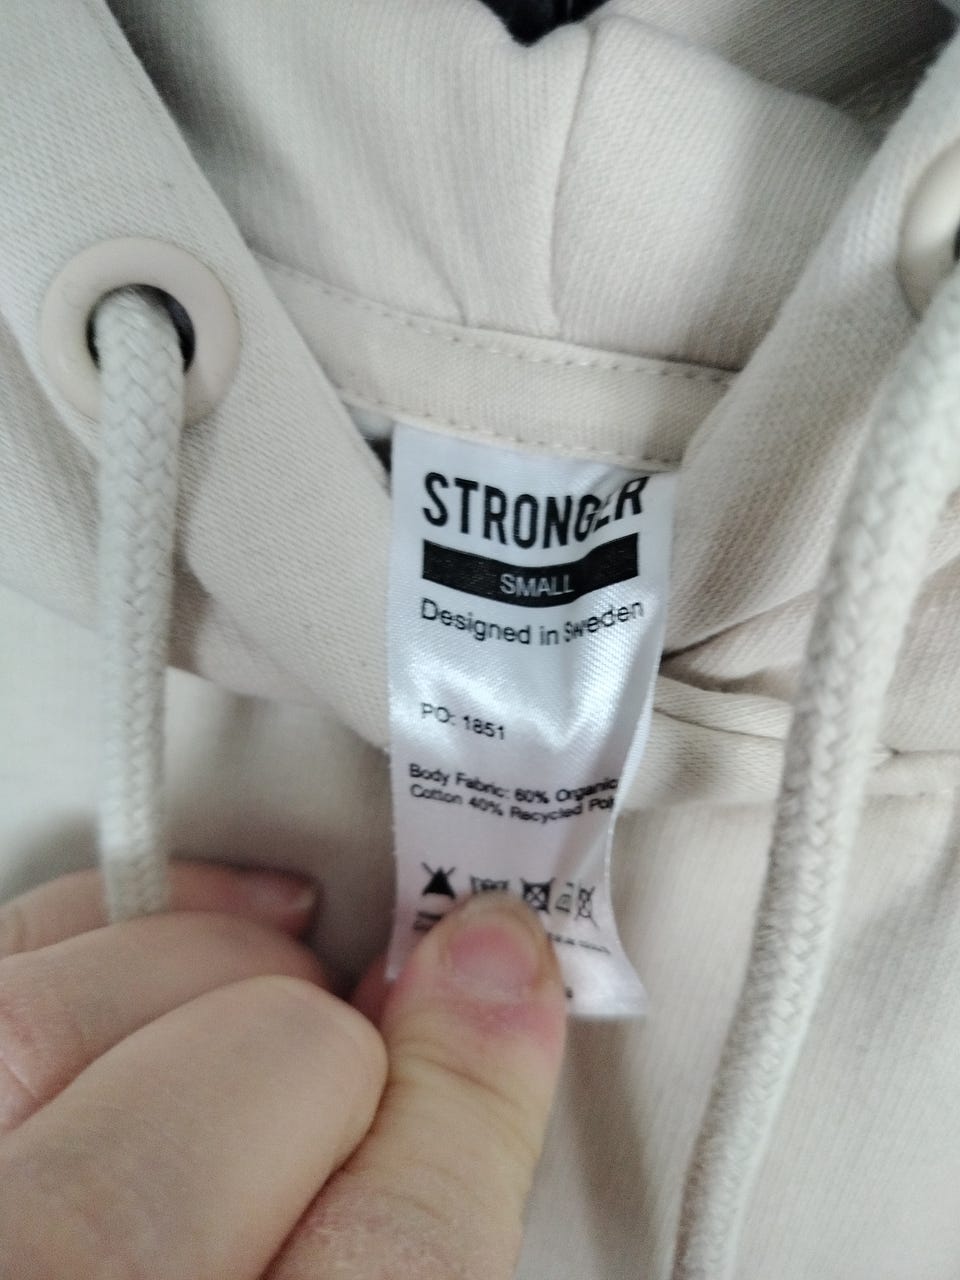 STRONGER
SMALL
Designed in Sweden
PO: 1851
Body Fabric: 60% Organic
Cotton 40% Recycled